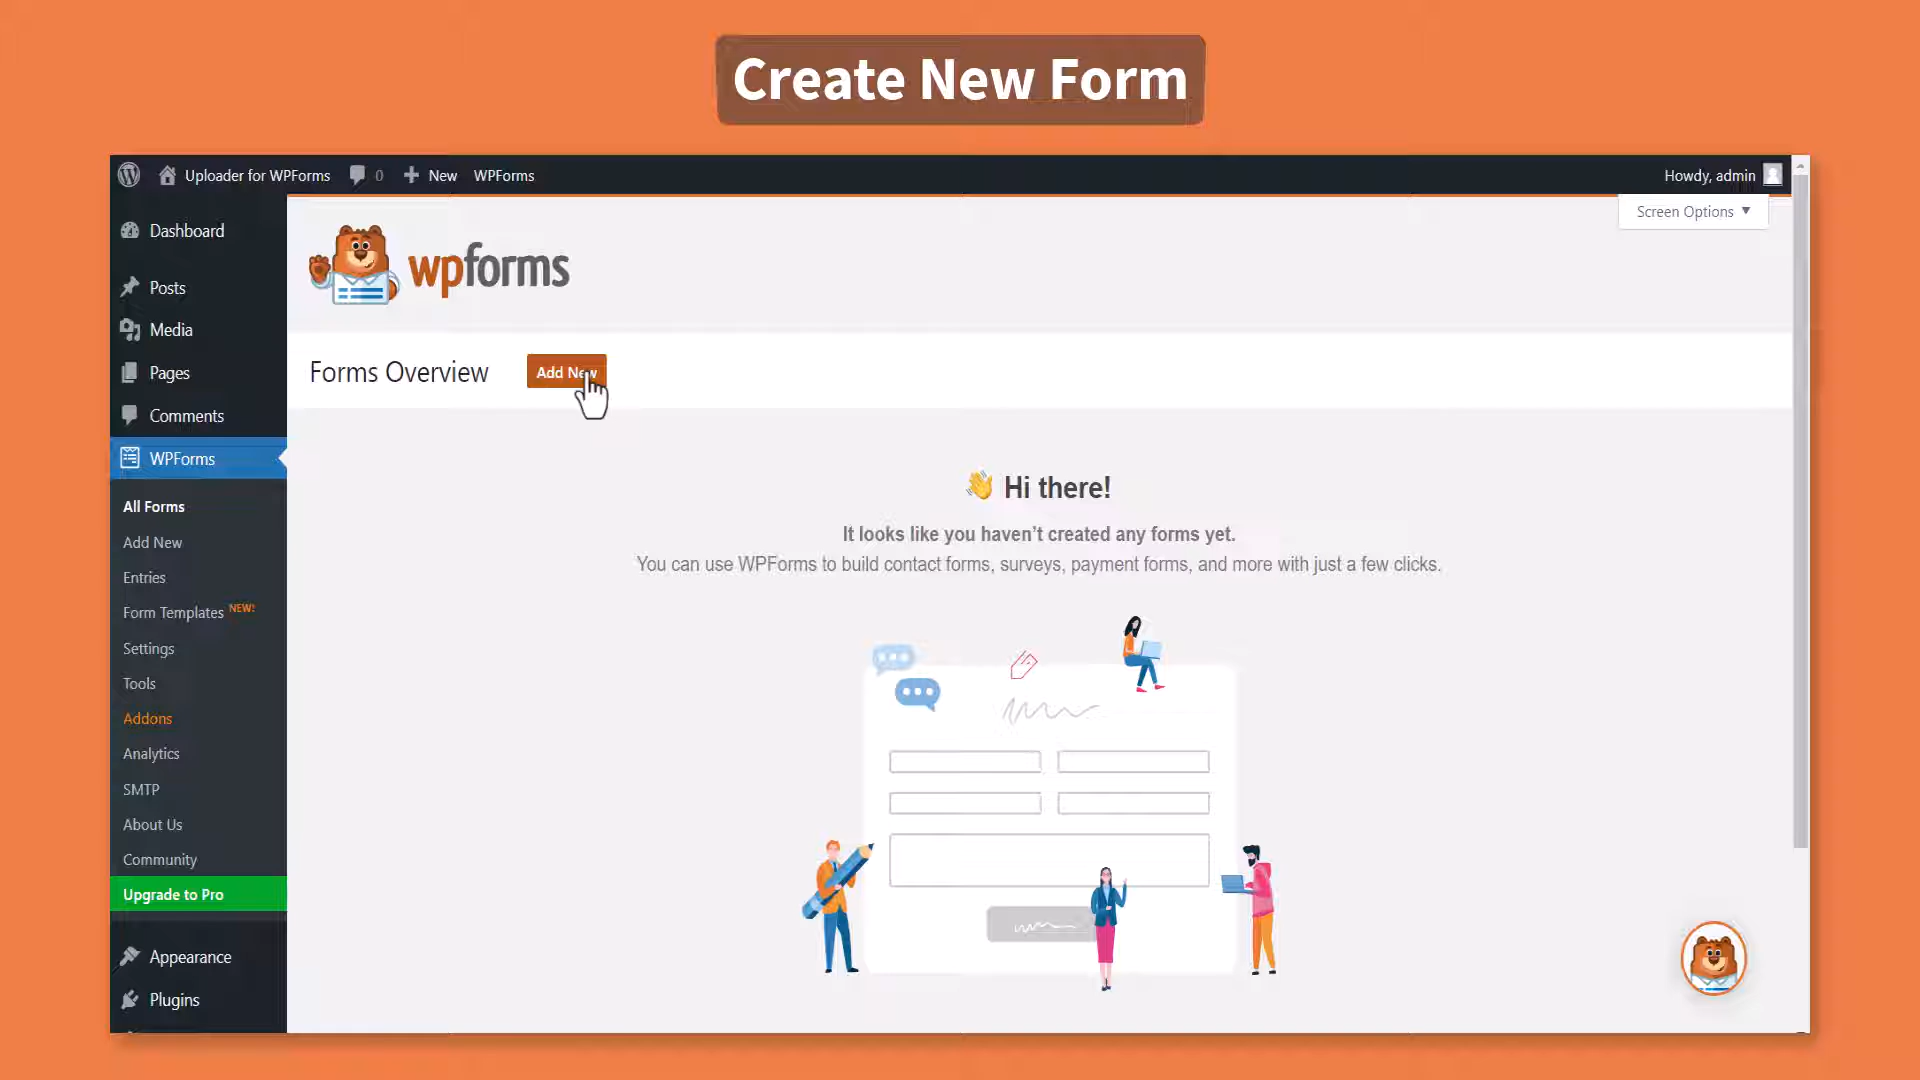 Create New Form
Uploader for WPForms 0 New WPForms Howdy, admin
Screen Options ▼
wpforms
Dashboard
Posts
Media
Pages
Comments
WPForms
All Forms
Add New
Entries
Form Templates NEW!
Settings
Tools
Addons
Analytics
SMTP
About Us
Community
Upgrade to Pro
Appearance
Plugins
Forms Overview Add New
Hi there!
It looks like you haven’t created any forms yet.
You can use WPForms to build contact forms, surveys, payment forms, and more with just a few clicks.